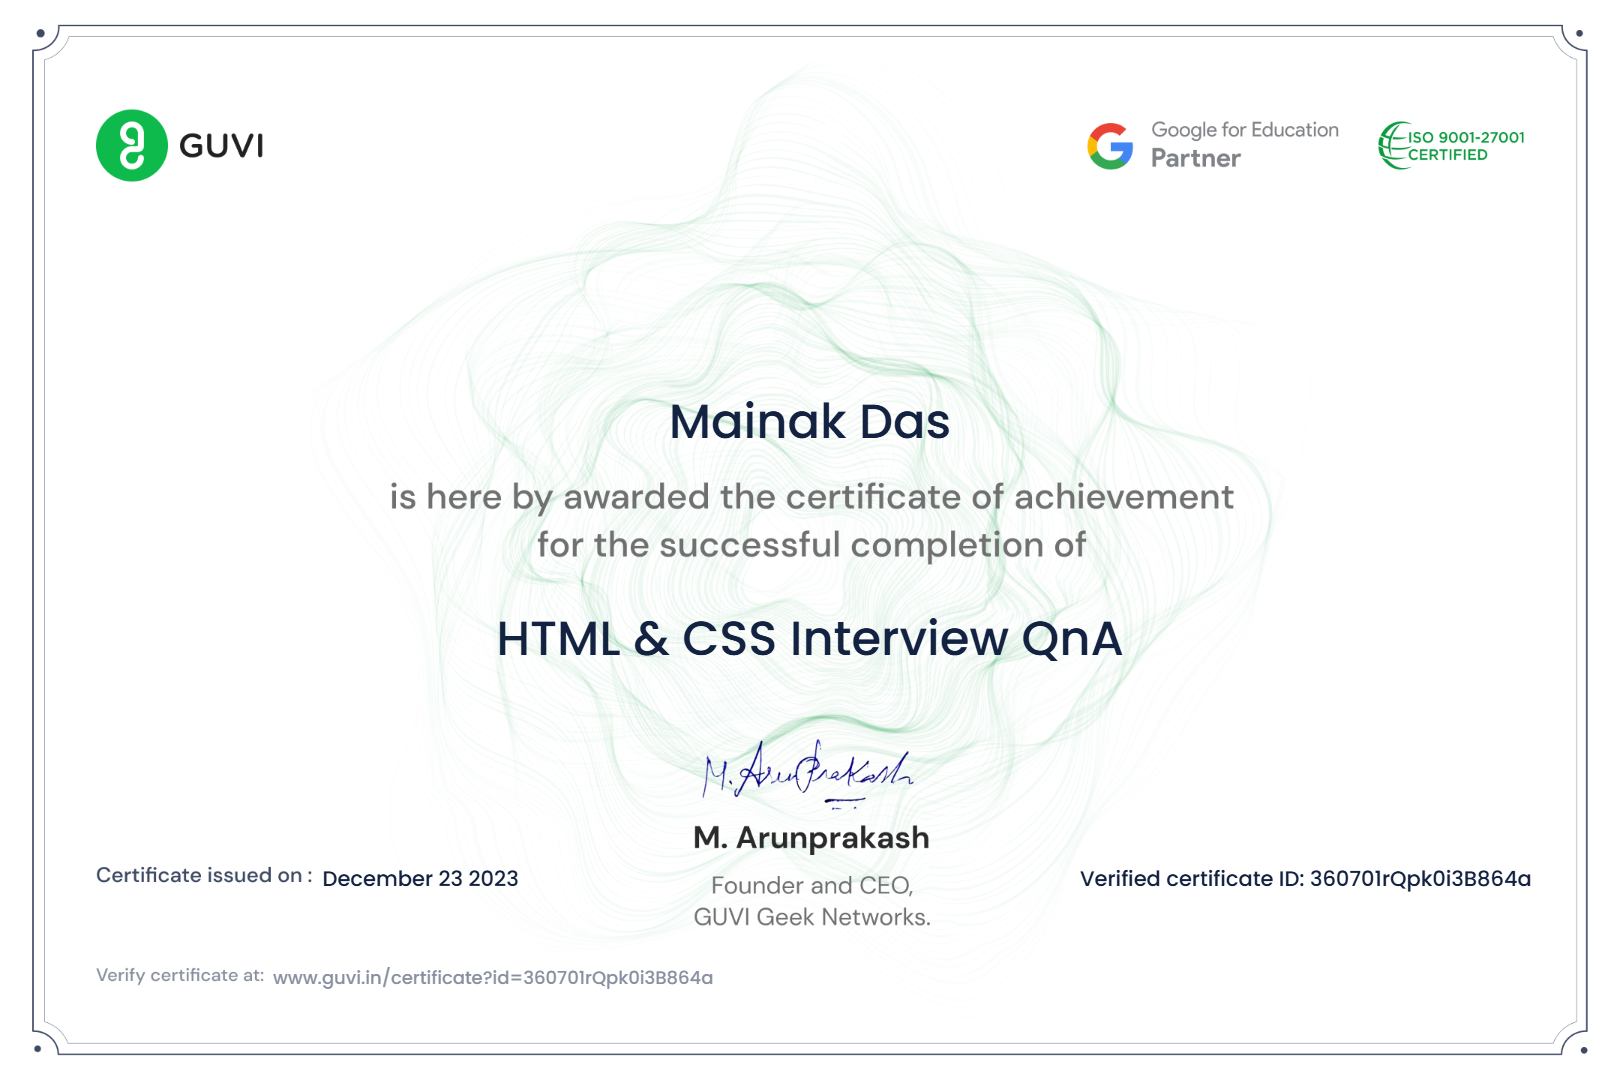 GUVI
Google for Education
Partner
ISO 9001-27001
CERTIFIED
Mainak Das
is here by awarded the certificate of achievement
for the successful completion of
HTML & CSS Interview QnA
M. ArunPrakash
M. Arunprakash
Founder and CEO,
GUVI Geek Networks.
Certificate issued on : December 23 2023
Verified certificate ID: 360701rQpk0i3B864a
Verify certificate at: www.guvi.in/certificate?id=360701rQpk0i3B864a